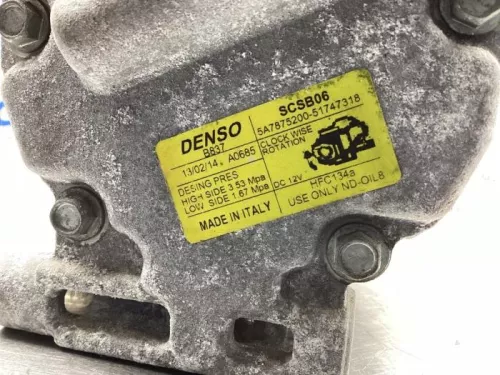 DENSO
SCSB06
B837
5A7875200-51747318
13/02/14. A0685
CLOCK WISE
ROTATION
DESING PRES
HIGH SIDE 3.53 Mpa
LOW SIDE 1.67 Mpa
DC 12V
HFC134a
MADE IN ITALY
USE ONLY ND-OIL8